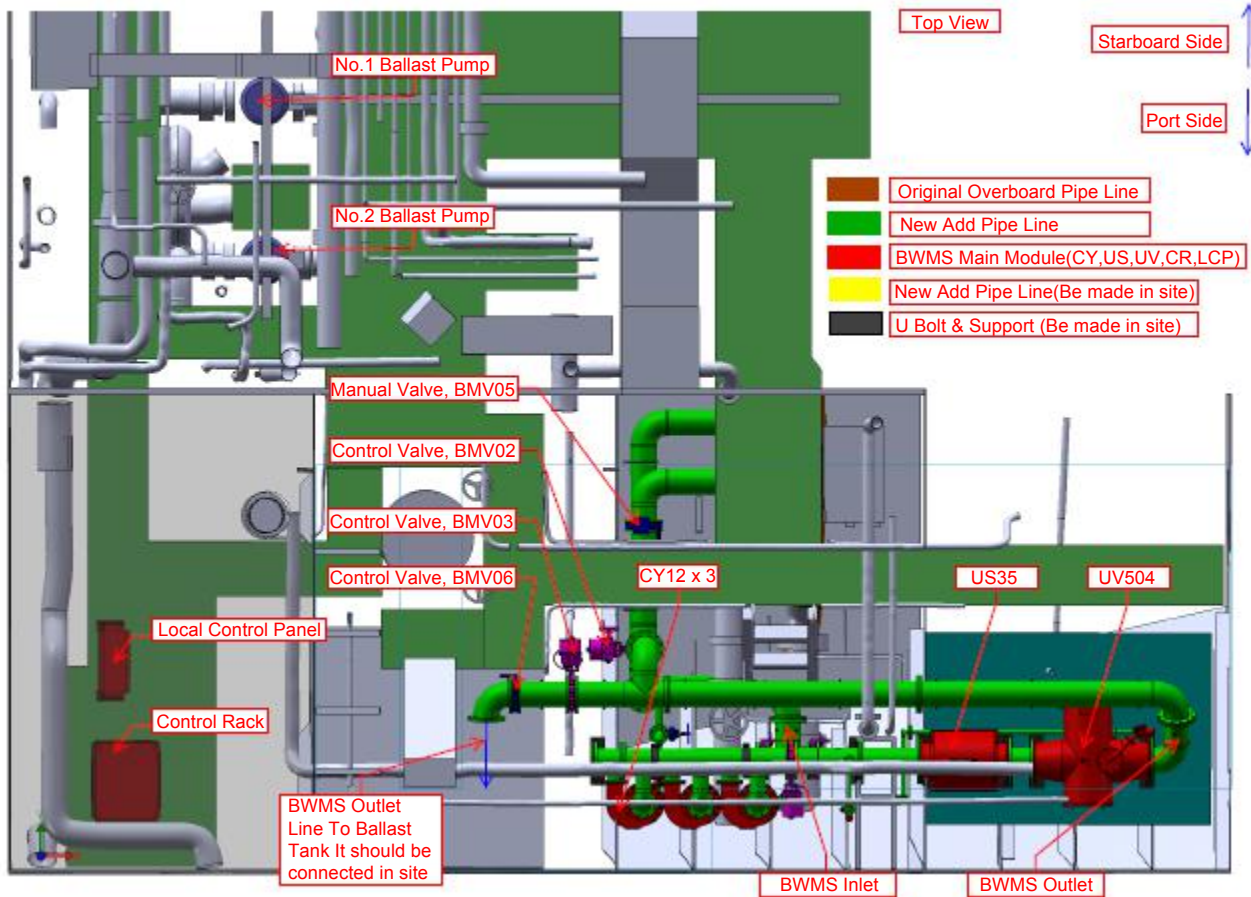 Top View
Starboard Side
No.1 Ballast Pump
Port Side
Original Overboard Pipe Line
No.2 Ballast Pump
New Add Pipe Line
BWMS Main Module(CY,US,UV,CR,LCP)
New Add Pipe Line(Be made in site)
U Bolt & Support (Be made in site)
Manual Valve, BMV05
Control Valve, BMV02
Control Valve, BMV03
Control Valve, BMV06
CY12 x 3
US35
UV504
Local Control Panel
Control Rack
BWMS Outlet
Line To Ballast
Tank It should be
connected in site
BWMS Inlet
BWMS Outlet